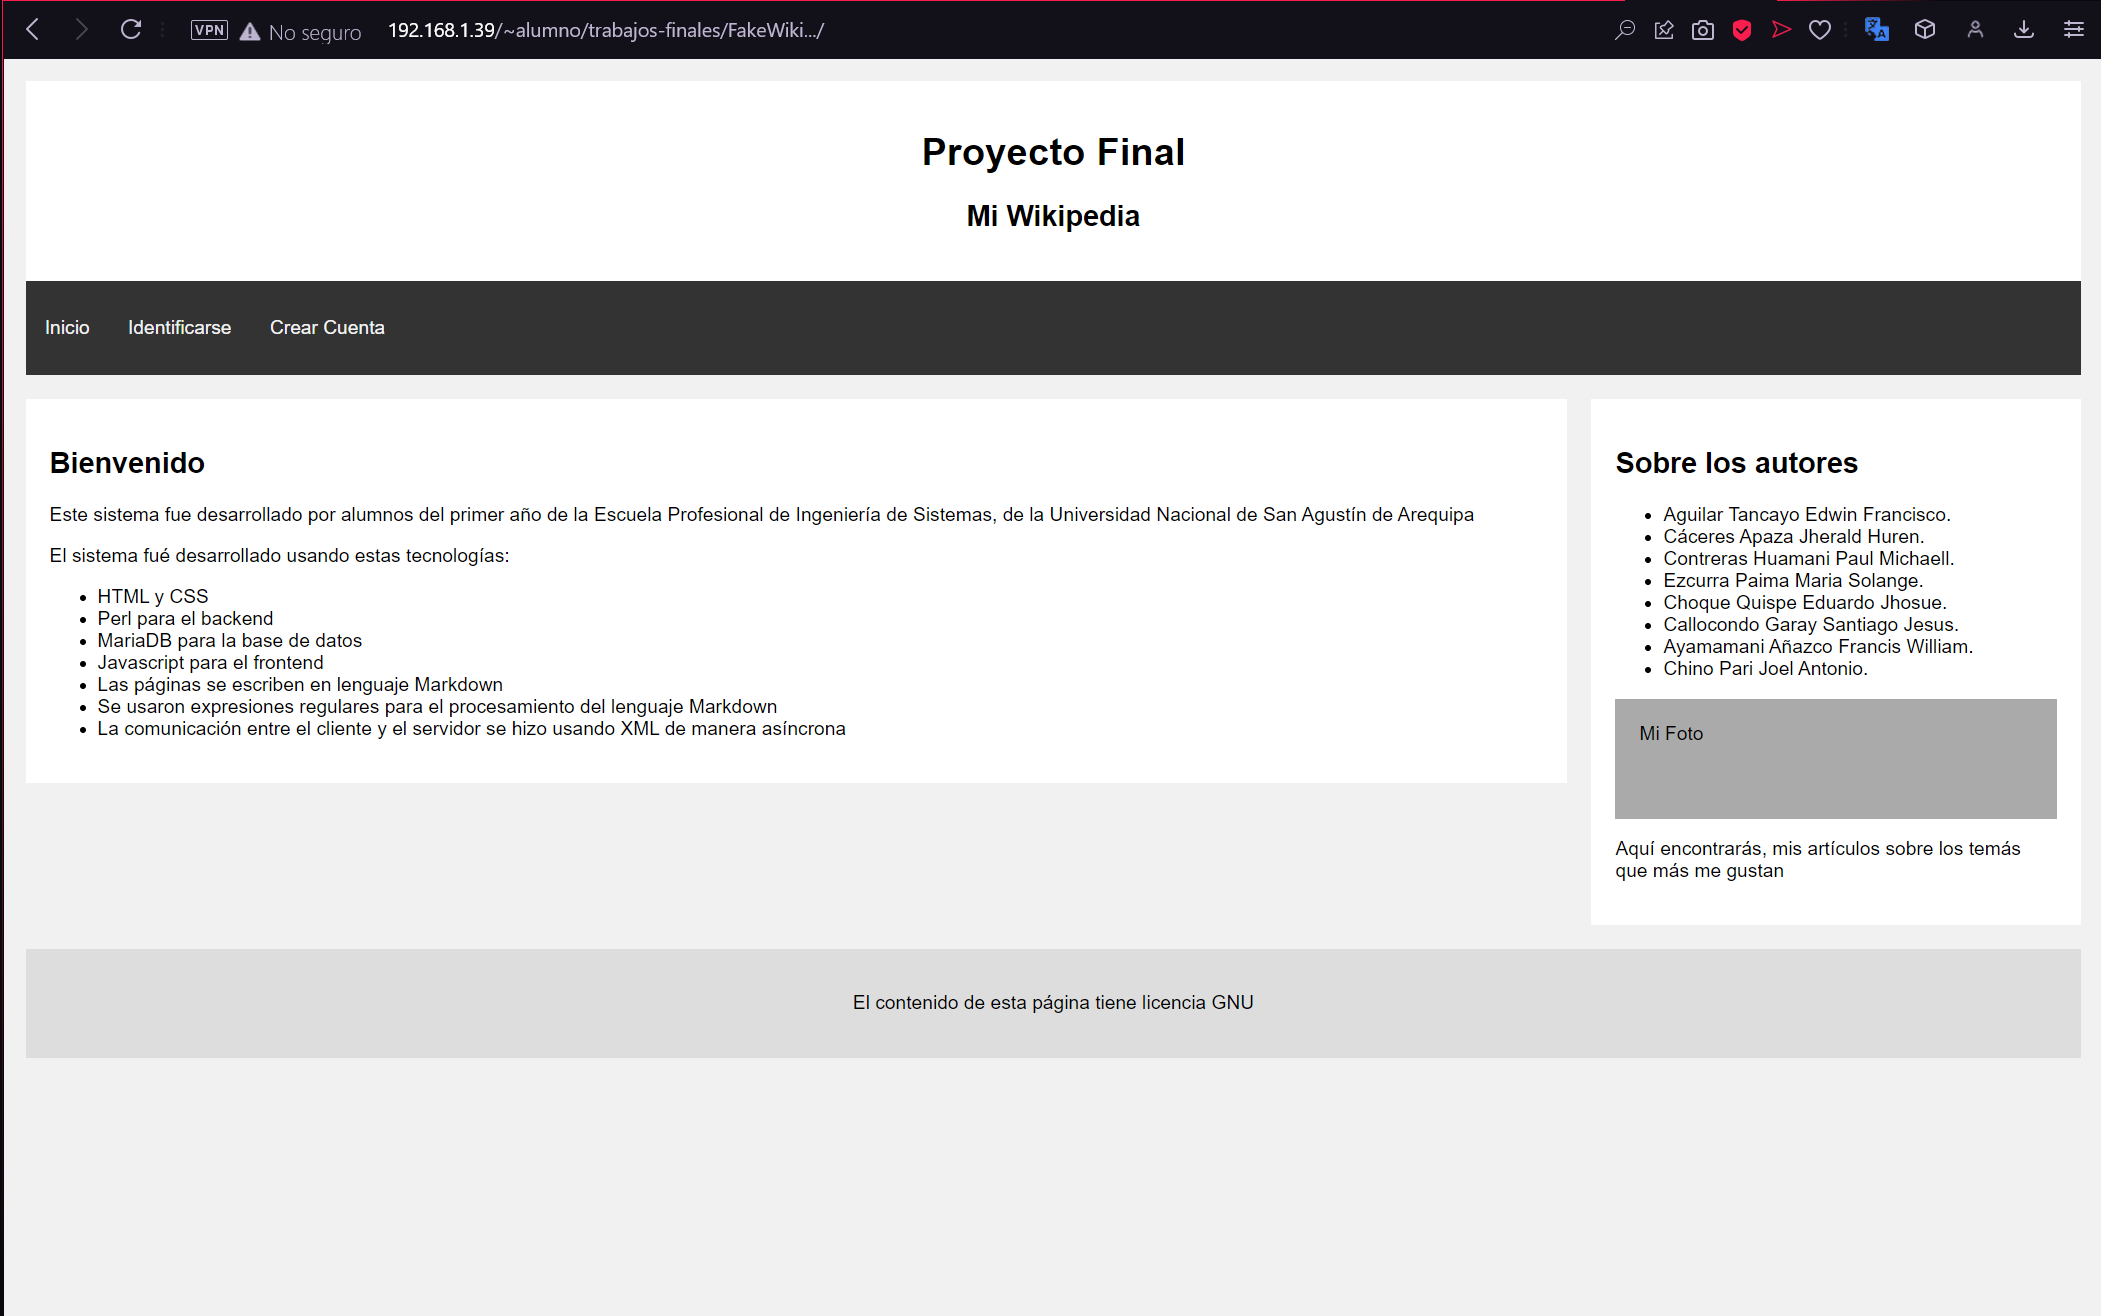 VPN No seguro 192.168.1.39/~alumno/trabajos-finales/FakeWiki.../
Proyecto Final
Mi Wikipedia
Inicio Identificarse Crear Cuenta
Bienvenido
Este sistema fue desarrollado por alumnos del primer año de la Escuela Profesional de Ingeniería de Sistemas, de la Universidad Nacional de San Agustín de Arequipa
El sistema fué desarrollado usando estas tecnologías:
HTML y CSS
Perl para el backend
MariaDB para la base de datos
Javascript para el frontend
Las páginas se escriben en lenguaje Markdown
Se usaron expresiones regulares para el procesamiento del lenguaje Markdown
La comunicación entre el cliente y el servidor se hizo usando XML de manera asíncrona
Sobre los autores
Aguilar Tancayo Edwin Francisco.
Cáceres Apaza Jherald Huren.
Contreras Huamani Paul Michaell.
Ezcurra Paima Maria Solange.
Choque Quispe Eduardo Jhosue.
Callocondo Garay Santiago Jesus.
Ayamamani Añazco Francis William.
Chino Pari Joel Antonio.
Mi Foto
Aquí encontrarás, mis artículos sobre los temás
que más me gustan
El contenido de esta página tiene licencia GNU